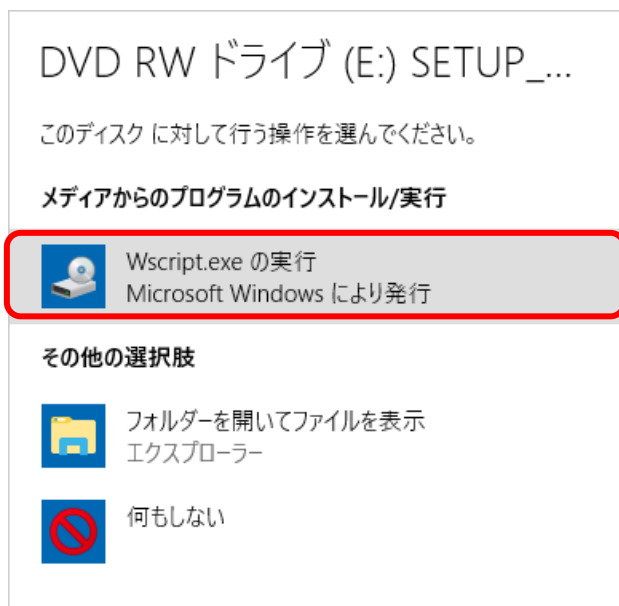 DVD RW ドライブ (E:) SETUP_...
このディスク に対して行う操作を選んでください。
メディアからのプログラムのインストール/実行
Wscript.exe の実行
Microsoft Windows により発行
その他の選択肢
フォルダーを開いてファイルを表示
エクスプローラー
何もしない